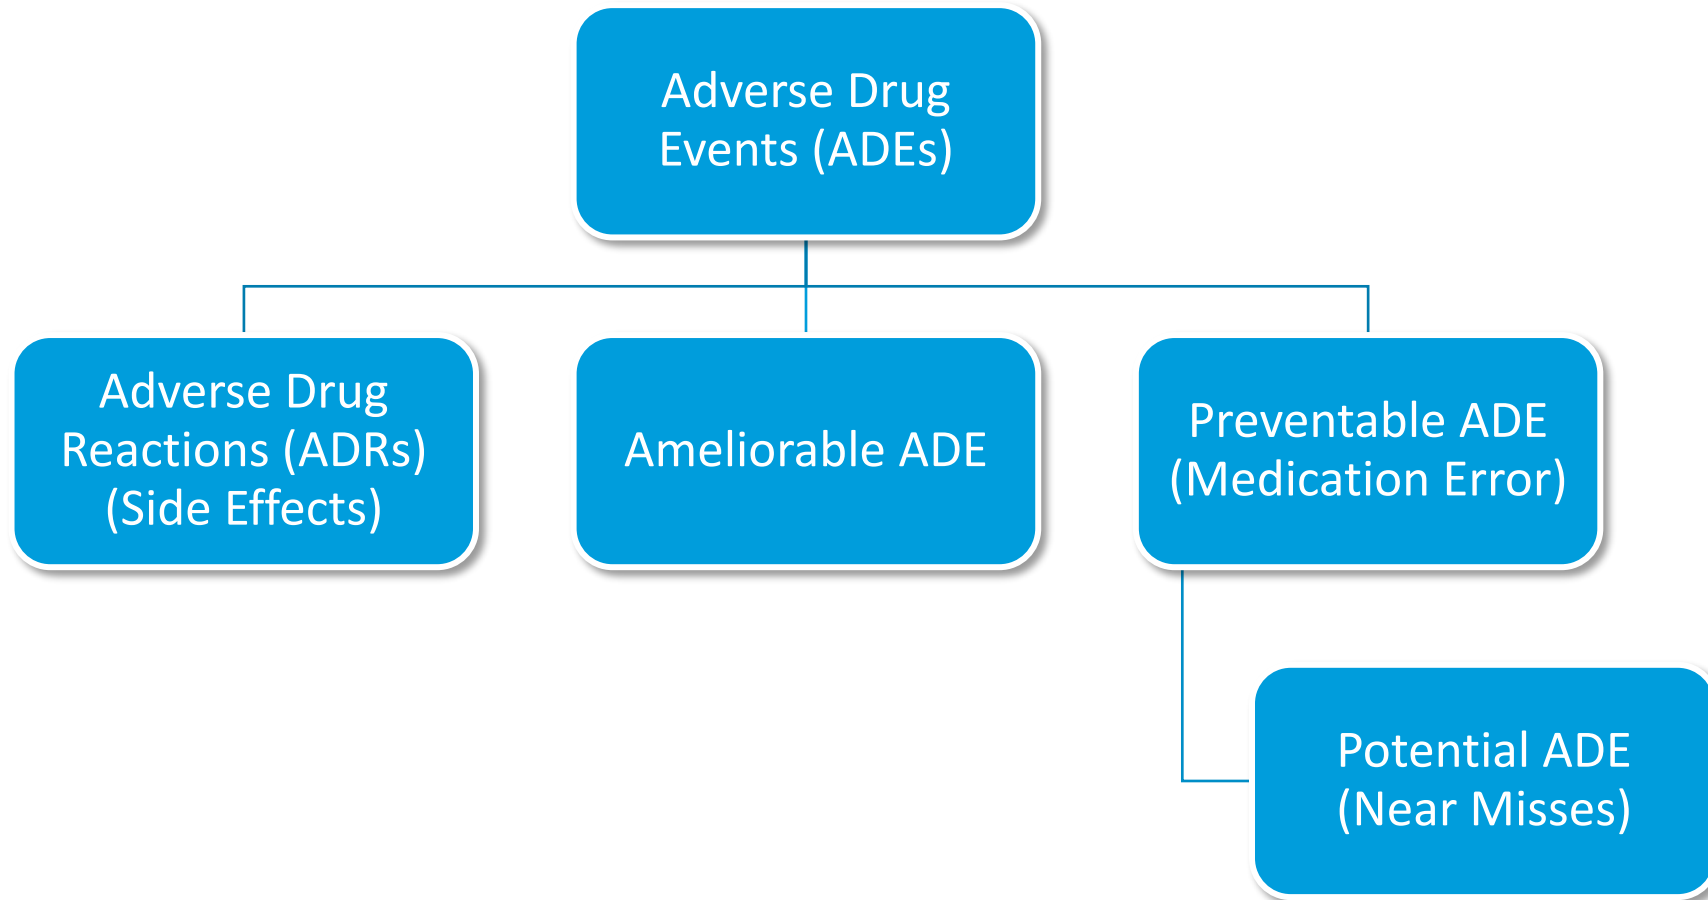 Adverse Drug
Events (ADEs)
Adverse Drug
Reactions (ADRs)
(Side Effects)
Ameliorable ADE
Preventable ADE
(Medication Error)
Potential ADE
(Near Misses)